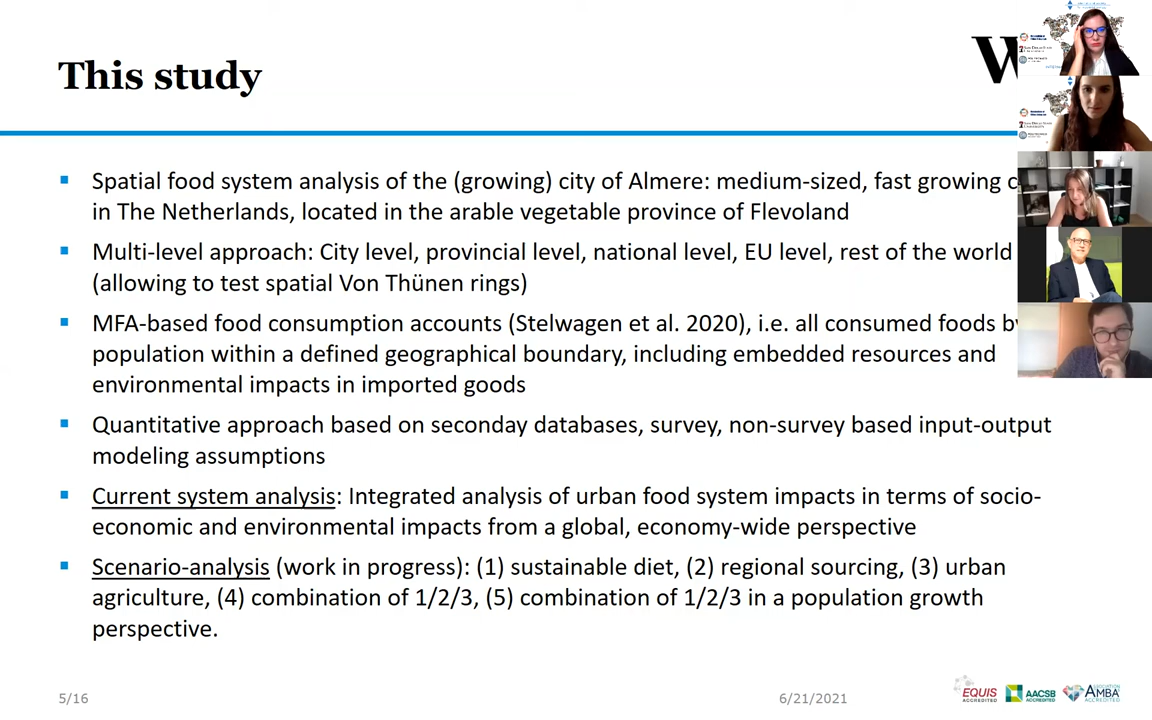 This study
W
Spatial food system analysis of the (growing) city of Almere: medium-sized, fast growing
in The Netherlands, located in the arable vegetable province of Flevoland
Multi-level approach: City level, provincial level, national level, EU level, rest of the world
(allowing to test spatial Von Thünen rings)
MFA-based food consumption accounts (Stelwagen et al. 2020), i.e. all consumed foods
population within a defined geographical boundary, including embedded resources and
environmental impacts in imported goods
Quantitative approach based on seconday databases, survey, non-survey based input-output
modeling assumptions
Current system analysis: Integrated analysis of urban food system impacts in terms of socio-
economic and environmental impacts from a global, economy-wide perspective
Scenario-analysis (work in progress): (1) sustainable diet, (2) regional sourcing, (3) urban
agriculture, (4) combination of 1/2/3, (5) combination of 1/2/3 in a population growth
perspective.
5/16
6/21/2021
EQUIS
ACCREDITED
AACSB
ACCREDITED
AMBA
ACCREDITED